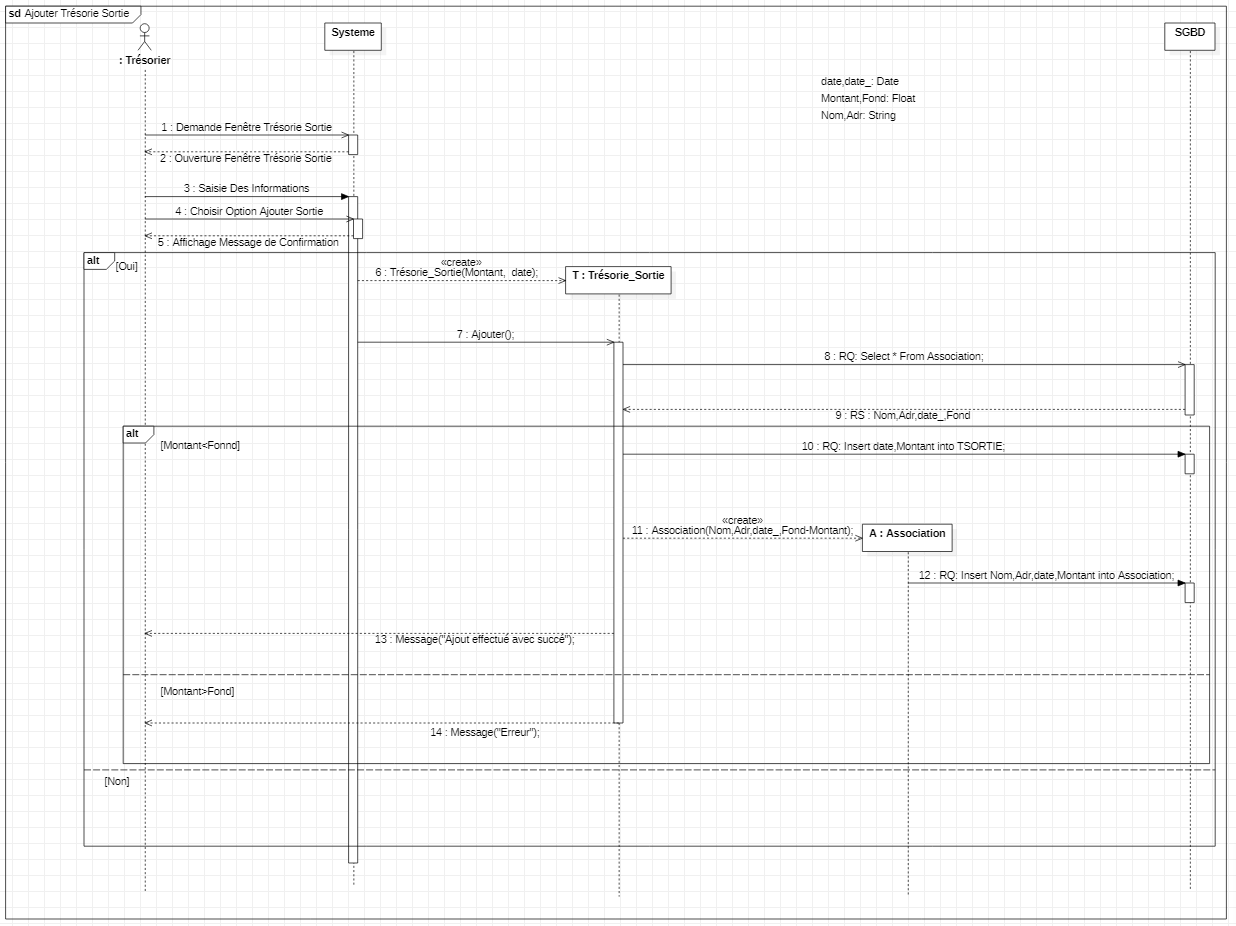 sd Ajouter Trésorie Sortie
Systeme
SGBD
: Trésorier
date,date_: Date
Montant,Fond: Float
Nom,Adr: String
1 : Demande Fenêtre Trésorie Sortie
2 : Ouverture Fenêtre Trésorie Sortie
3 : Saisie Des Informations
4 : Choisir Option Ajouter Sortie
5 : Affichage Message de Confirmation
alt
[Oui]
«create»
6 : Trésorie_Sortie(Montant, date);
T : Trésorie_Sortie
7 : Ajouter();
8 : RQ: Select * From Association;
9 : RS : Nom,Adr,date_,Fond
alt
[Montant<Fonnd]
10 : RQ: Insert date,Montant into TSORTIE;
«create»
11 : Association(Nom,Adr,date_,Fond-Montant);
A : Association
12 : RQ: Insert Nom,Adr,date,Montant into Association;
13 : Message("Ajout effectué avec succé");
[Montant>Fond]
14 : Message("Erreur");
[Non]